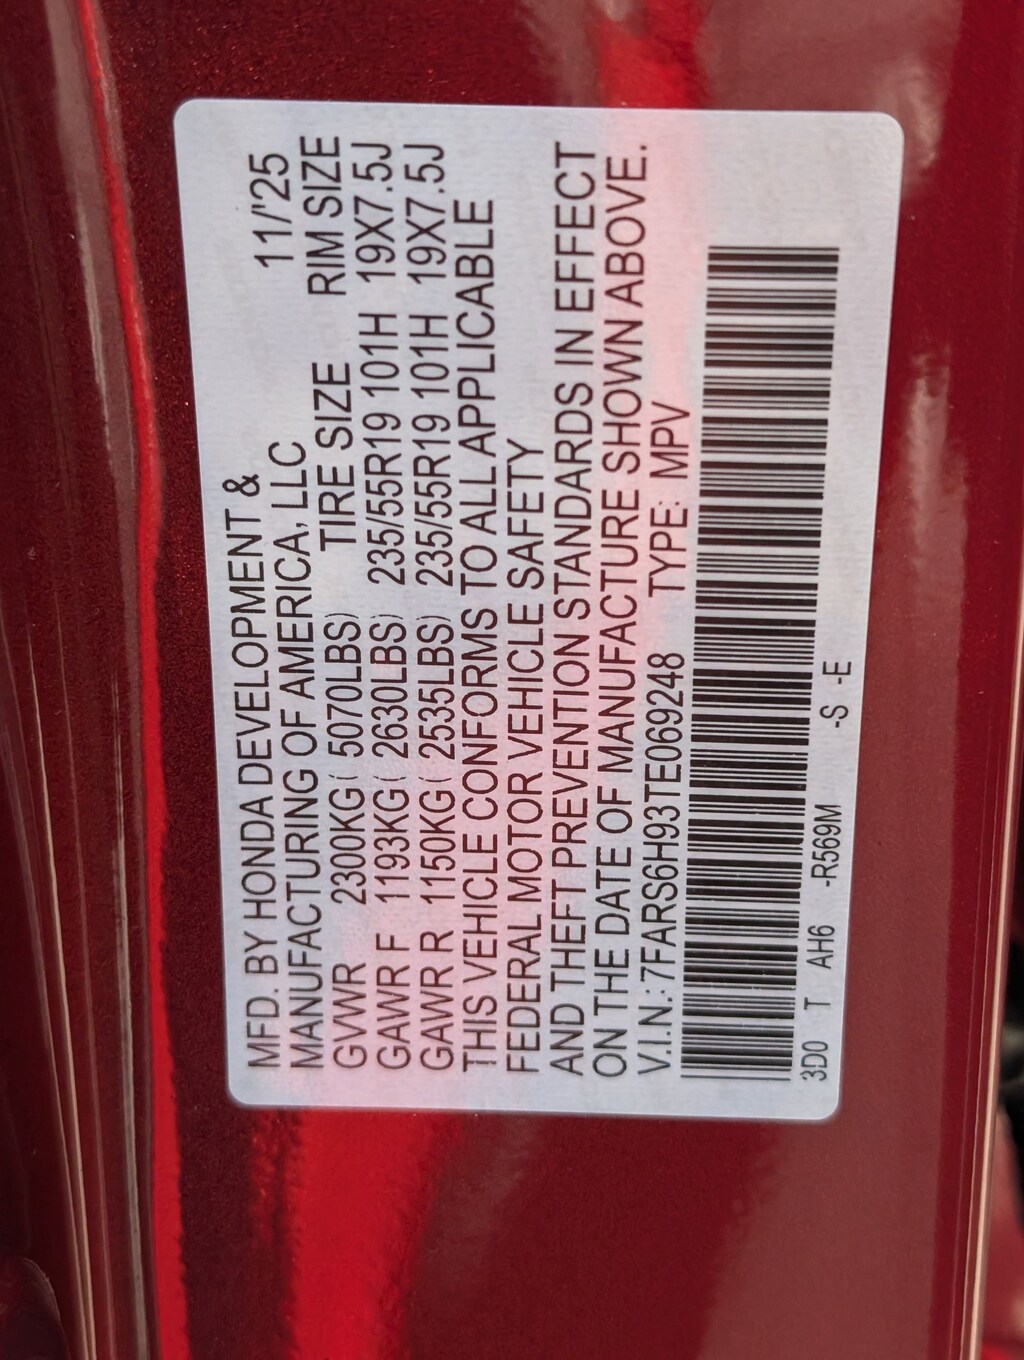 MFD. BY HONDA DEVELOPMENT &
MANUFACTURING OF AMERICA, LLC 11/'25
GVWR 2300KG ( 5070LBS) TIRE SIZE RIM SIZE
GAWR F 1193KG ( 2630LBS) 235/55R19 101H 19X7.5J
GAWR R 1150KG ( 2535LBS) 235/55R19 101H 19X7.5J
THIS VEHICLE CONFORMS TO ALL APPLICABLE
FEDERAL MOTOR VEHICLE SAFETY
AND THEFT PREVENTION STANDARDS IN EFFECT
ON THE DATE OF MANUFACTURE SHOWN ABOVE.
V.I.N.:7FARS6H93TE069248 TYPE: MPV
3D0 T AH6 -R569M -S -E